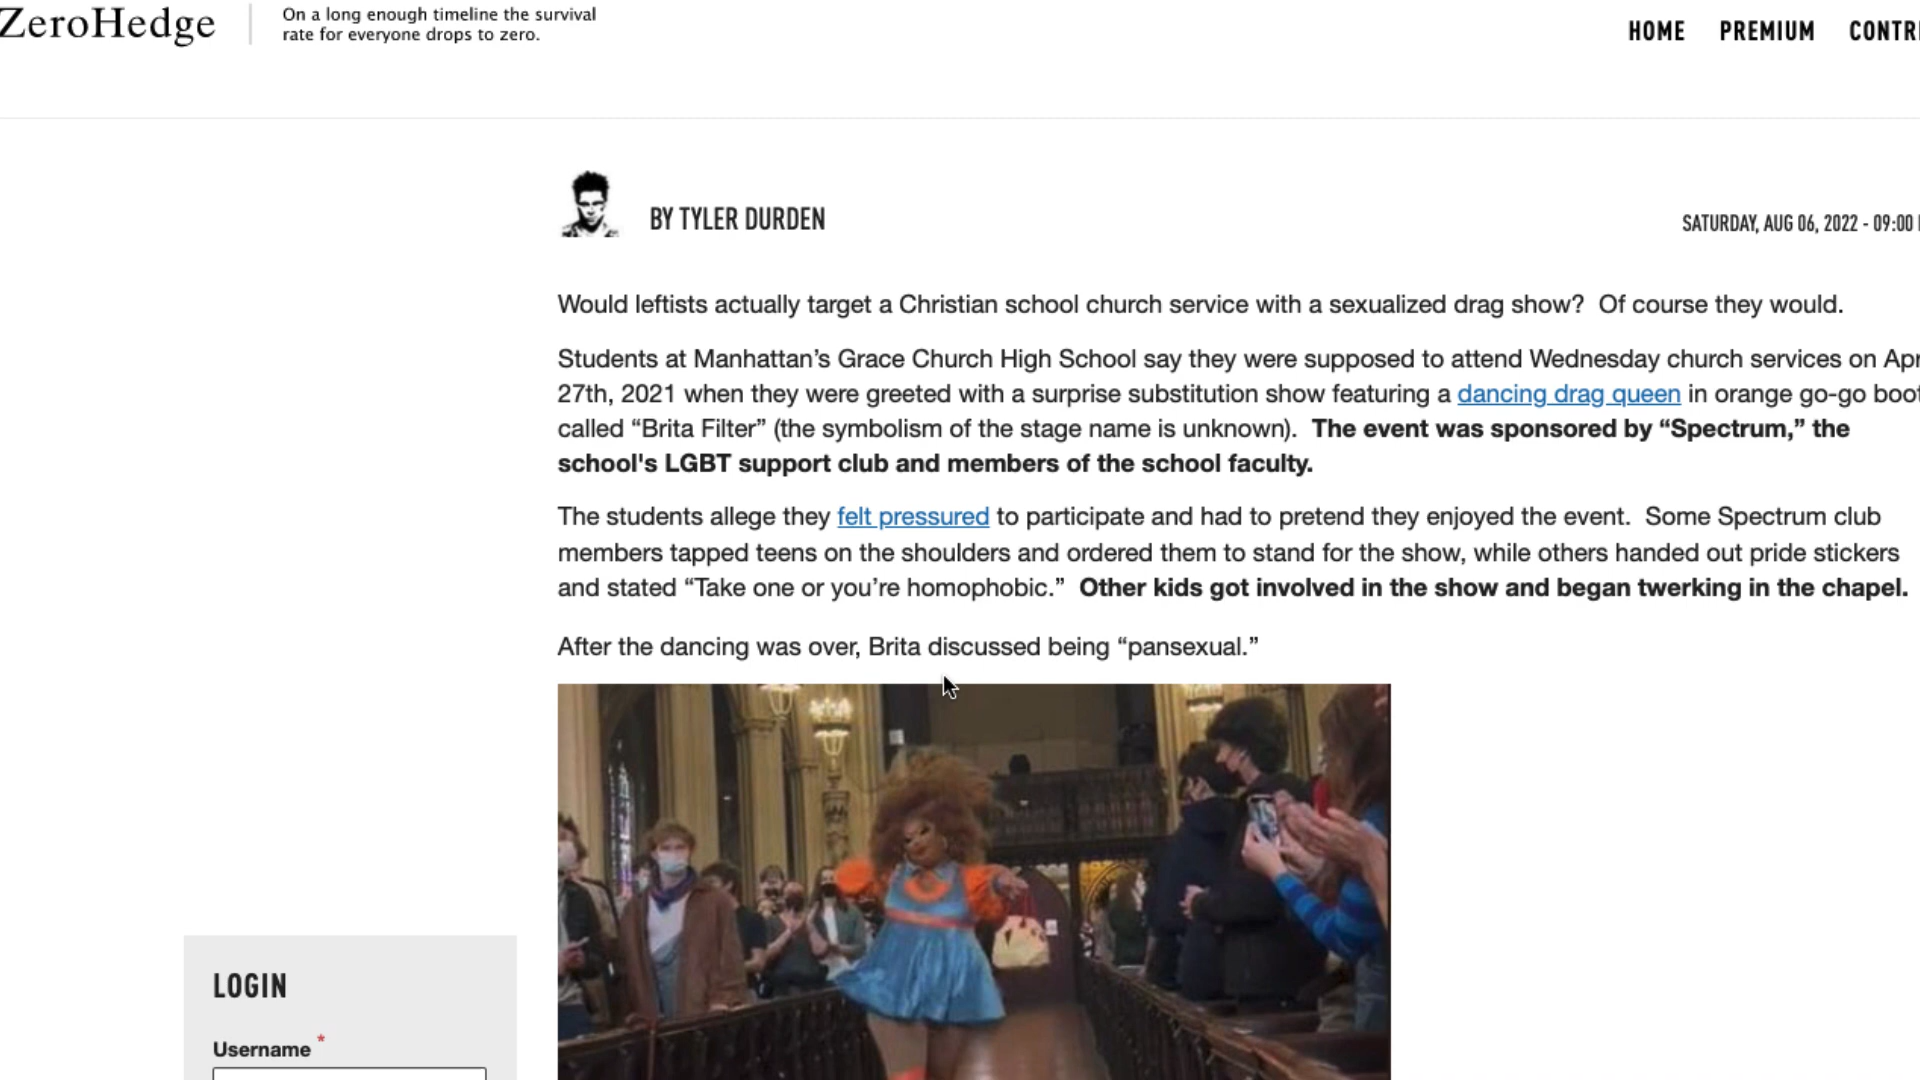 ZeroHedge
On a long enough timeline the survival
rate for everyone drops to zero.
HOME PREMIUM
BY TYLER DURDEN
SATURDAY, AUG 06, 2022 - 09:00
Would leftists actually target a Christian school church service with a sexualized drag show? Of course they would.
Students at Manhattan’s Grace Church High School say they were supposed to attend Wednesday church services on
27th, 2021 when they were greeted with a surprise substitution show featuring a dancing drag queen in orange go-go
called “Brita Filter” (the symbolism of the stage name is unknown). The event was sponsored by “Spectrum,” the
school's LGBT support club and members of the school faculty.
The students allege they felt pressured to participate and had to pretend they enjoyed the event. Some Spectrum club
members tapped teens on the shoulders and ordered them to stand for the show, while others handed out pride stickers
and stated “Take one or you’re homophobic.” Other kids got involved in the show and began twerking in the chapel.
After the dancing was over, Brita discussed being “pansexual.”
LOGIN
Username *